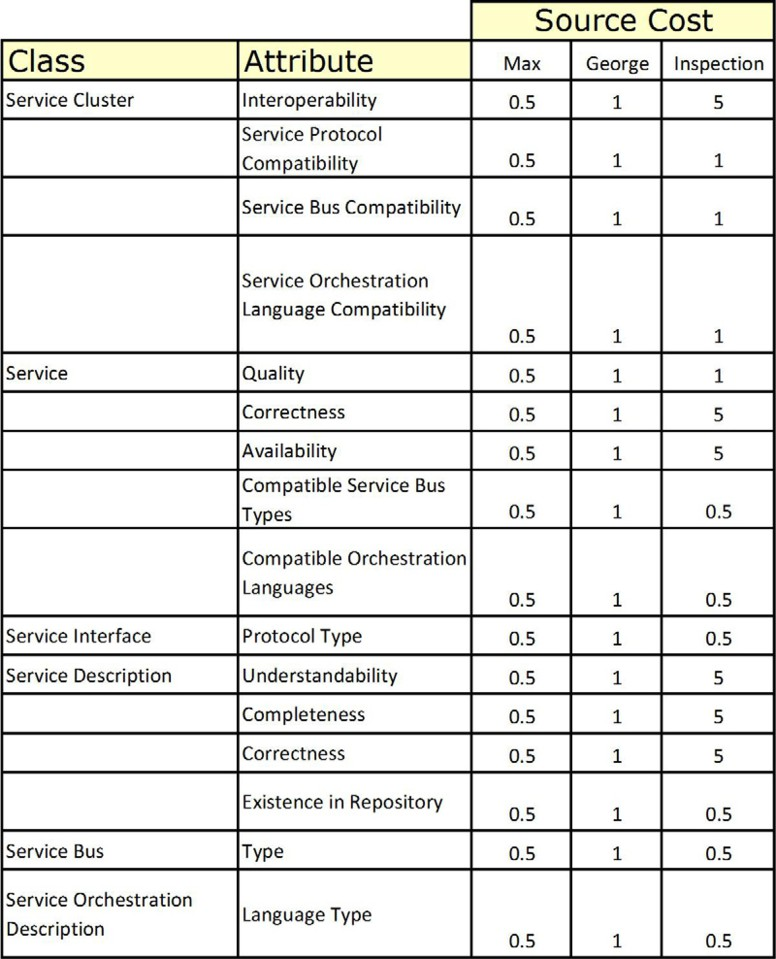 Source Cost
Class Attribute Max George Inspection
Service Cluster Interoperability 0.5 1 5
Service Protocol
Compatibility 0.5 1 1
Service Bus Compatibility 0.5 1 1
Service Orchestration
Language Compatibility
0.5 1 1
Service Quality 0.5 1 1
Correctness 0.5 1 5
Availability 0.5 1 5
Compatible Service Bus
Types 0.5 1 0.5
Compatible Orchestration
Languages
0.5 1 0.5
Service Interface Protocol Type 0.5 1 0.5
Service Description Understandability 0.5 1 5
Completeness 0.5 1 5
Correctness 0.5 1 5
Existence in Repository 0.5 1 0.5
Service Bus Type 0.5 1 0.5
Service Orchestration
Description
Language Type
0.5 1 0.5